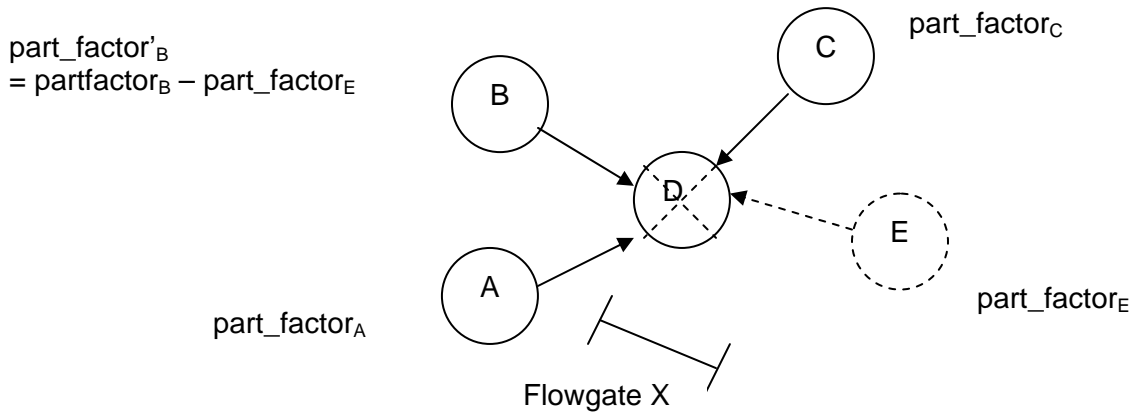 part_factor’B
= partfactorB – part_factorE
part_factorC
C
B
D
E
A
part_factorE
part_factorA
Flowgate X